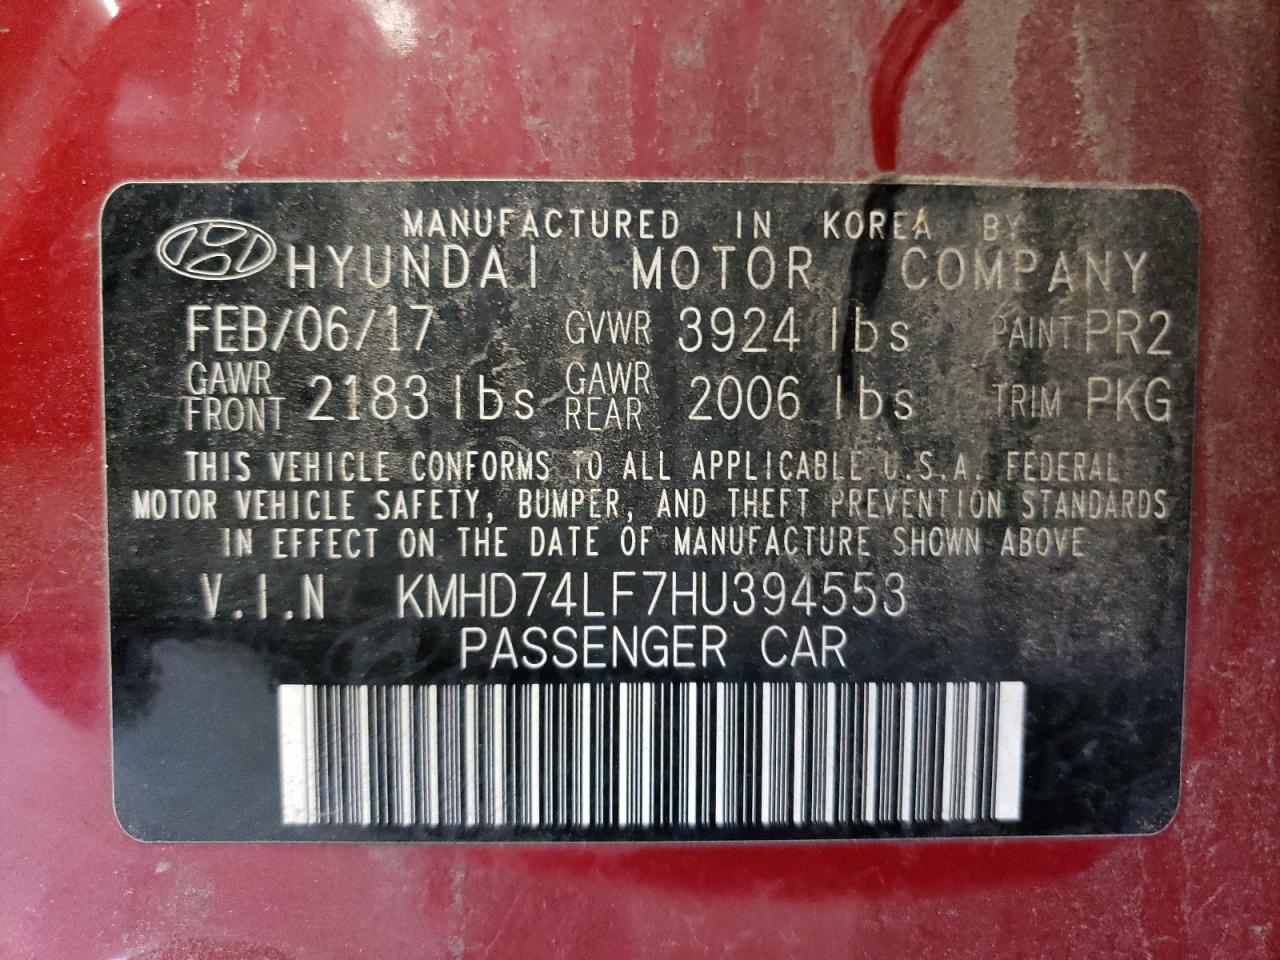 MANUFACTURED IN KOREA BY
HYUNDAI MOTOR COMPANY
FEB/06/17 GVWR 3924 lbs PAINT PR2
GAWR FRONT 2183 lbs GAWR REAR 2006 lbs TRIM PKG
THIS VEHICLE CONFORMS TO ALL APPLICABLE U.S.A. FEDERAL
MOTOR VEHICLE SAFETY, BUMPER, AND THEFT PREVENTION STANDARDS
IN EFFECT ON THE DATE OF MANUFACTURE SHOWN ABOVE
V.I.N KMHD74LF7HU394553
PASSENGER CAR